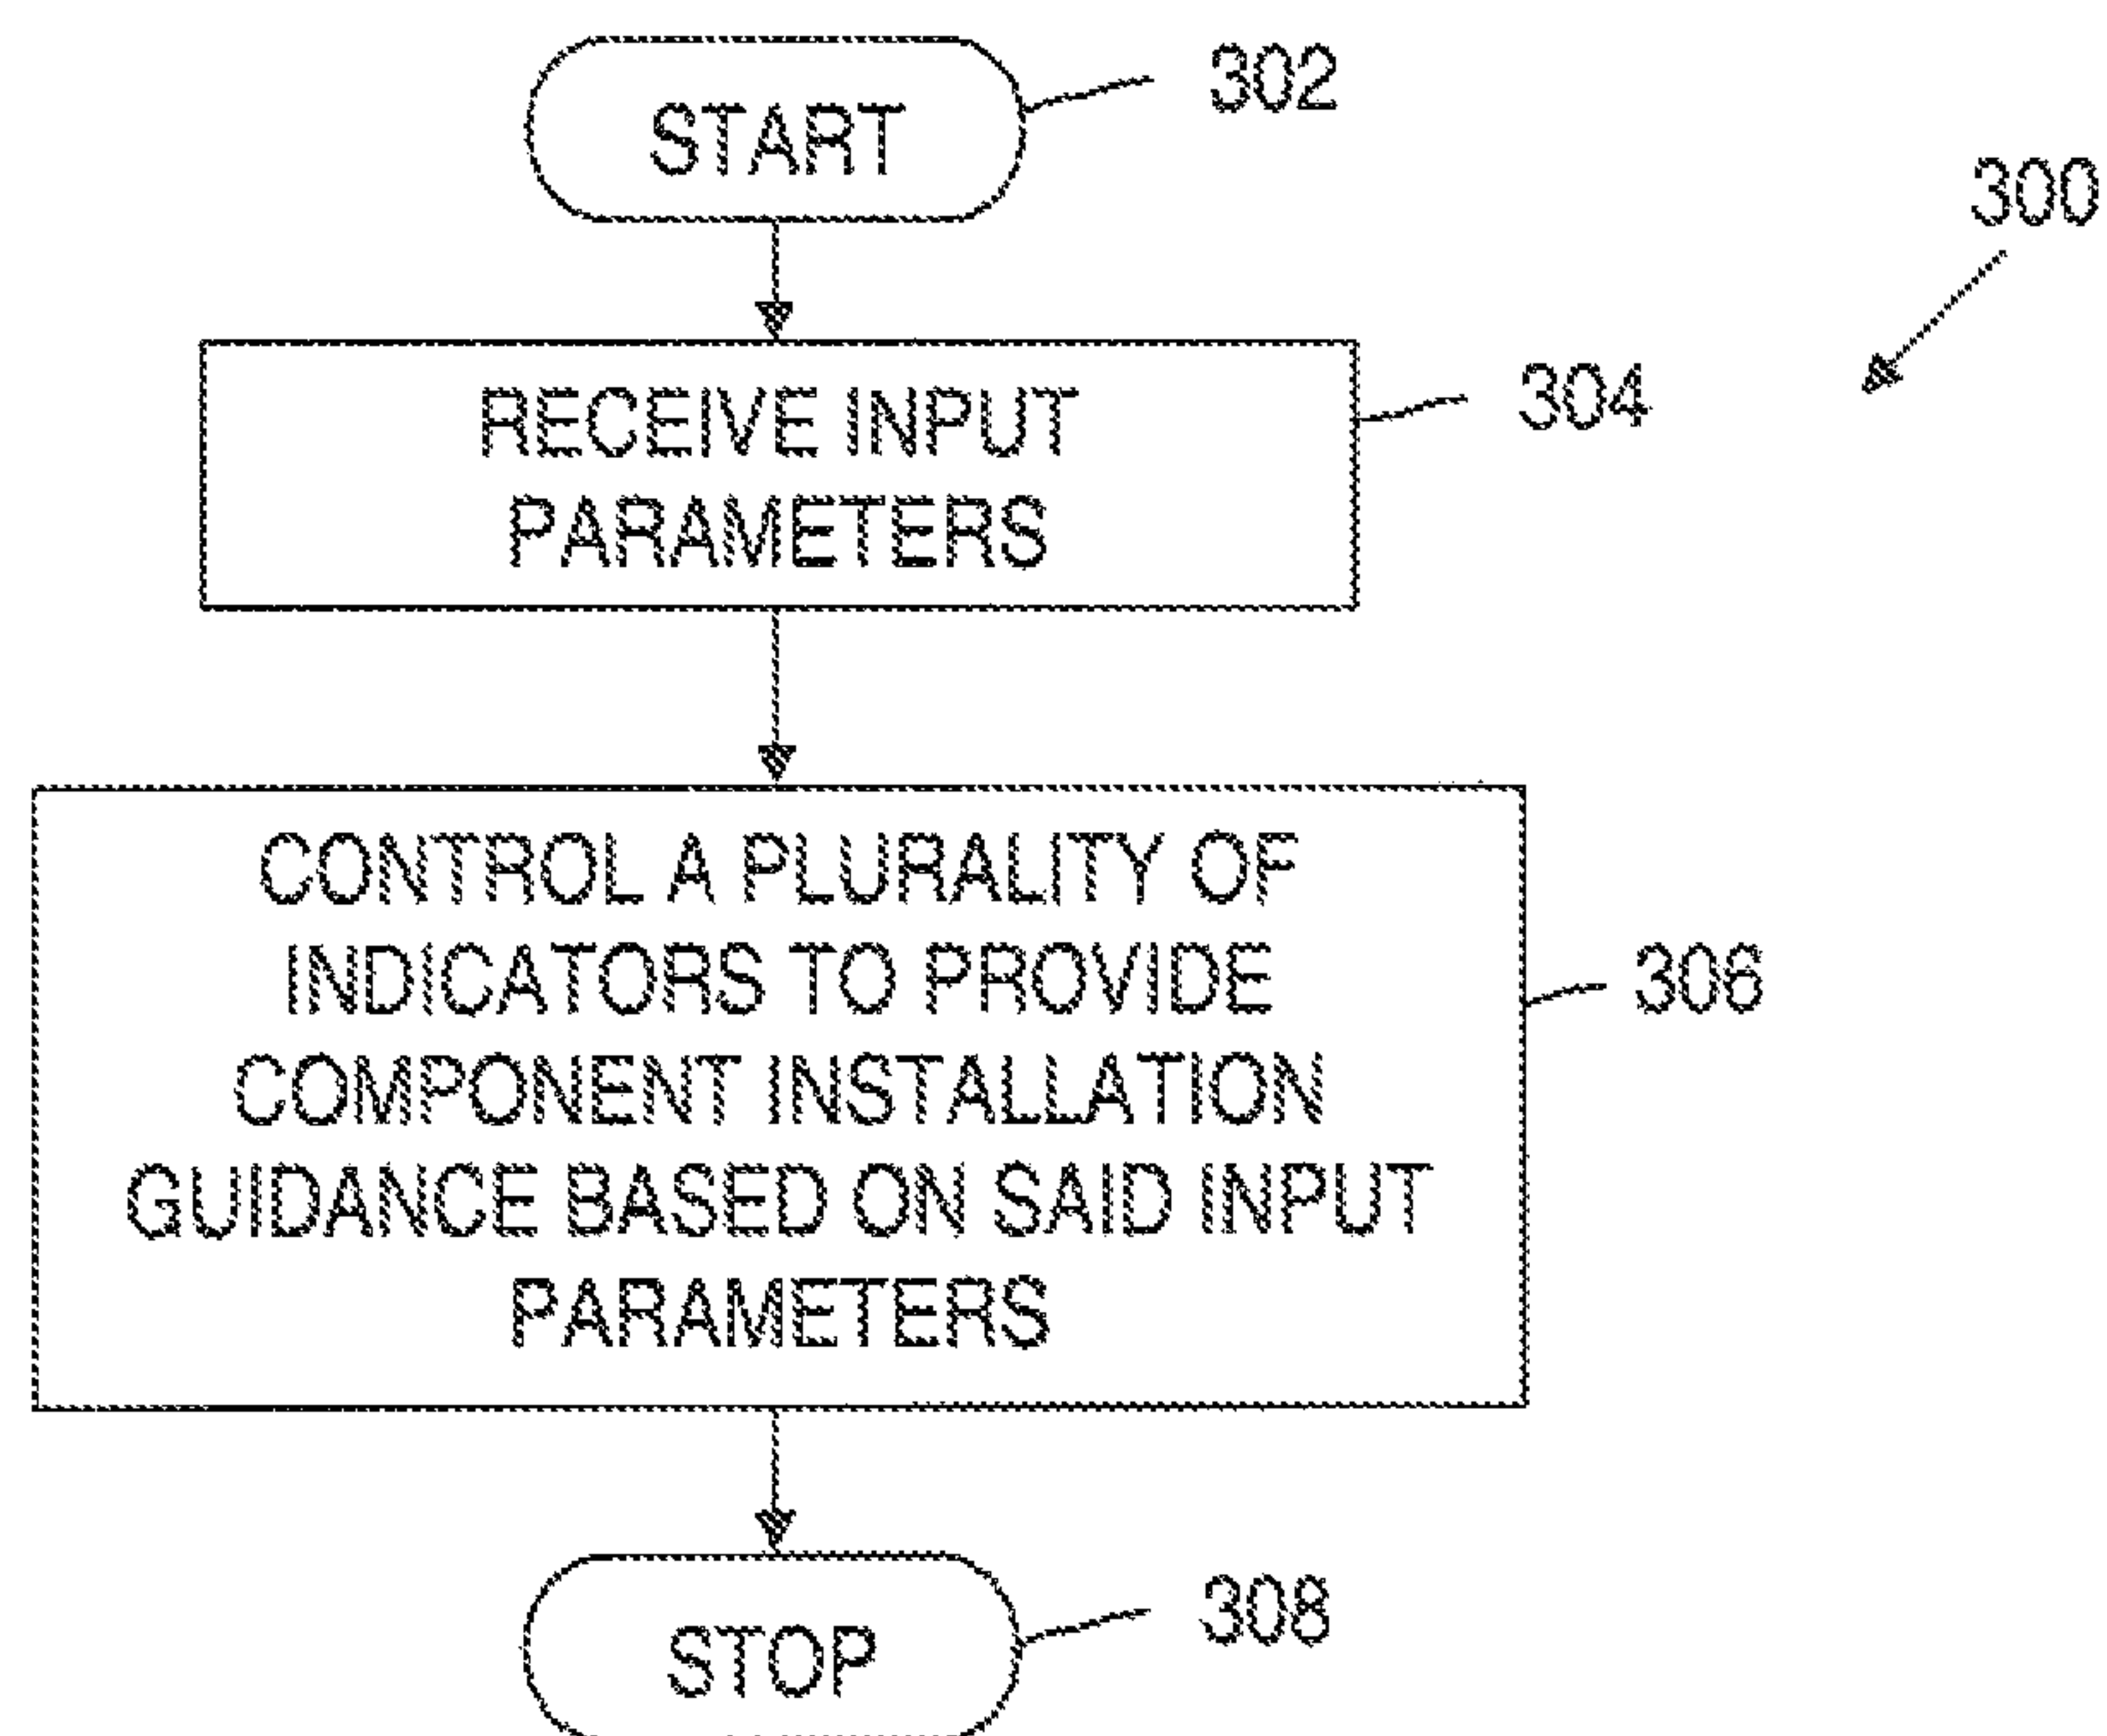 START
302
300
RECEIVE INPUT
PARAMETERS
304
CONTROL A PLURALITY OF
INDICATORS TO PROVIDE
COMPONENT INSTALLATION
GUIDANCE BASED ON SAID INPUT
PARAMETERS
306
STOP
308